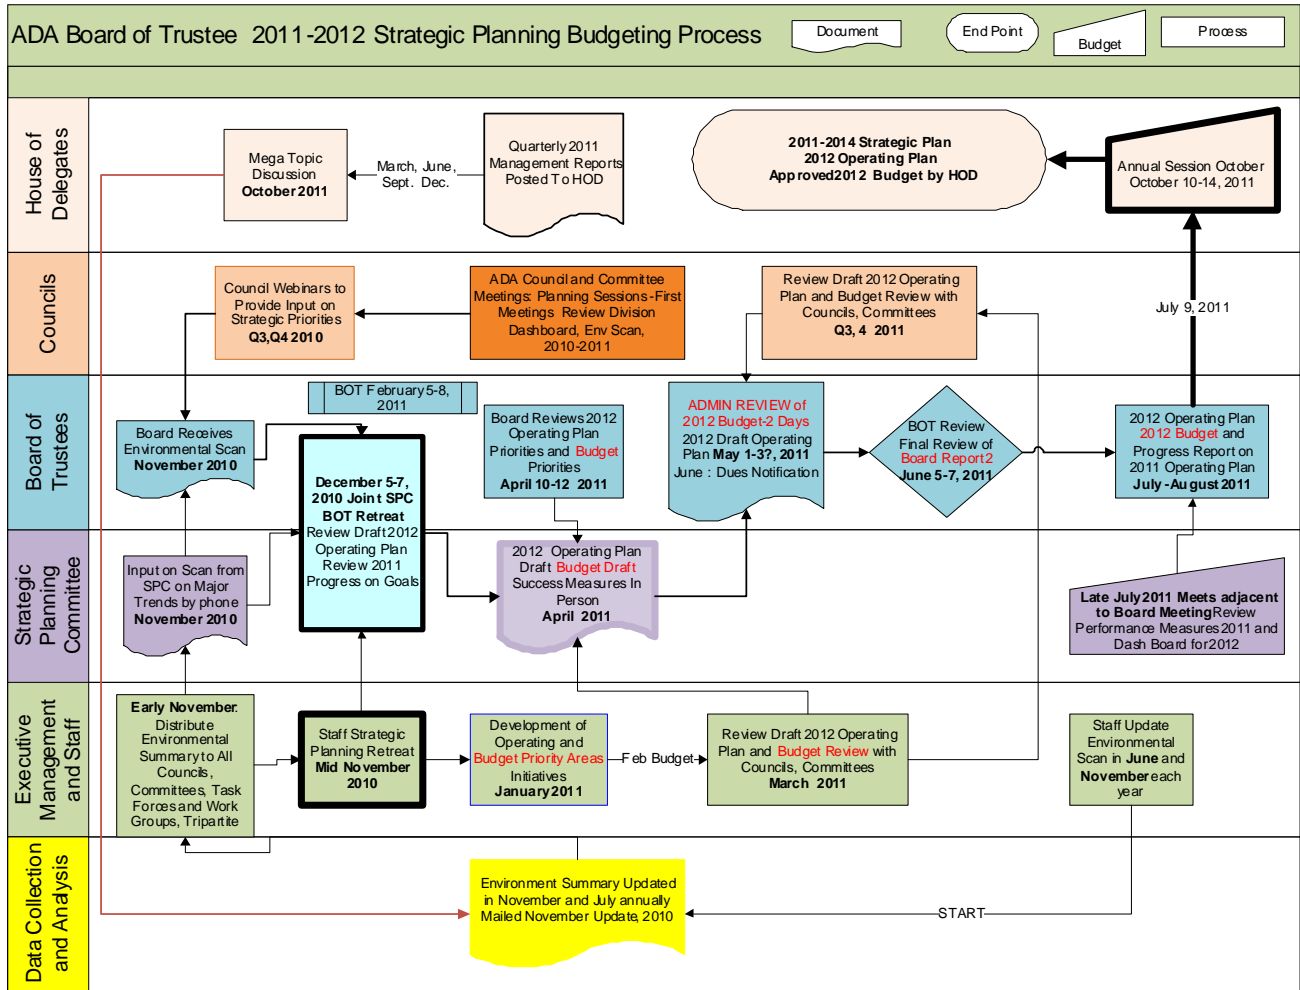 ADA Board of Trustee 2011-2012 Strategic Planning Budgeting Process
Document
End Point
Budget
Process
House of
Delegates
Mega Topic
Discussion
October 2011
March, June,
Sept. Dec.
Quarterly 2011
Management Reports
Posted To HOD
2011-2014 Strategic Plan
2012 Operating Plan
Approved2012 Budget by HOD
Annual Session October
October 10-14, 2011
Councils
Council Webinars to
Provide Input on
Strategic Priorities
Q3,Q4 2010
ADA Council and Committee
Meetings: Planning Sessions -First
Meetings Review Division
Dashboard, Env Scan,
2010-2011
Review Draft 2012 Operating
Plan and Budget Review with
Councils, Committees
Q3, 4 2011
July 9, 2011
Board of
Trustees
Board Receives
Environmental Scan
November 2010
BOT February 5-8,
2011
December 5-7,
2010 Joint SPC
BOT Retreat
Review Draft 2012
Operating Plan
Review 2011
Progress on Goals
Board Reviews 2012
Operating Plan
Priorities and Budget
Priorities
April 10-12 2011
ADMIN REVIEW of
2012 Budget-2 Days
2012 Draft Operating
Plan May 1-3?, 2011
June : Dues Notification
BOT Review
Final Review of
Board Report 2
June 5-7, 2011
2012 Operating Plan
2012 Budget and
Progress Report on
2011 Operating Plan
July -August 2011
Strategic
Planning
Committee
Input on Scan from
SPC on Major
Trends by phone
November 2010
2012 Operating Plan
Draft Budget Draft
Success Measures In
Person
April 2011
Late July 2011 Meets adjacent
to Board Meeting Review
Performance Measures 2011 and
Dash Board for 2012
Executive
Management
and Staff
Early November:
Distribute
Environmental
Summary to All
Councils,
Committees, Task
Forces and Work
Groups, Tripartite
Staff Strategic
Planning Retreat
Mid November
2010
Development of
Operating and
Budget Priority Areas
Initiatives
January 2011
Feb Budget
Review Draft 2012 Operating
Plan and Budget Review with
Councils, Committees
March 2011
Staff Update
Environmental
Scan in June and
November each
year
Data Collection
and Analysis
Environment Summary Updated
in November and July annually
Mailed November Update, 2010
START